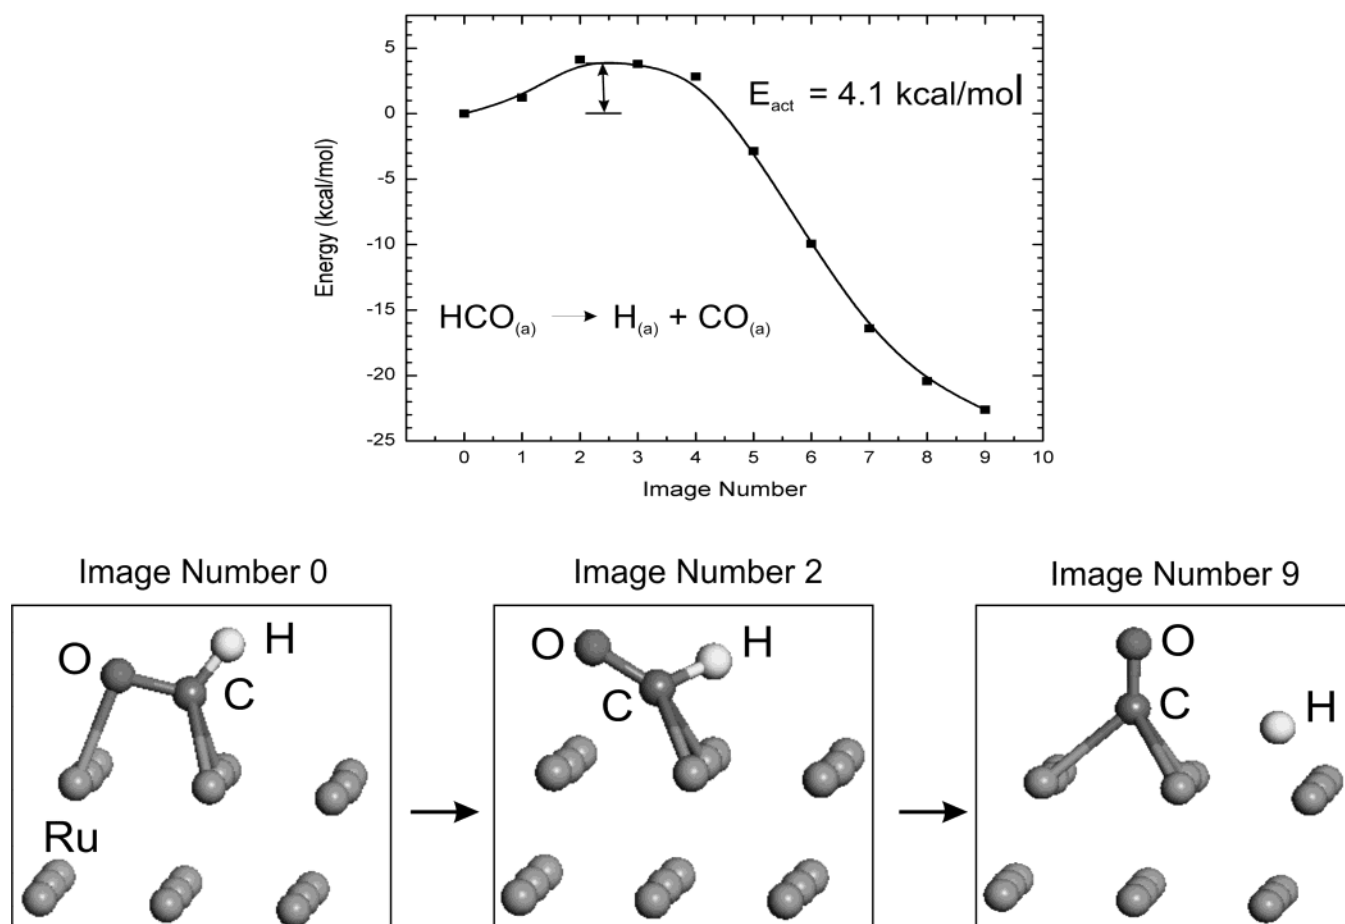 5
0
-5
-10
-15
-20
-25
Energy (kcal/mol)
E_act = 4.1 kcal/mol
HCO(a) → H(a) + CO(a)
0 1 2 3 4 5 6 7 8 9 10
Image Number
Image Number 0
Image Number 2
Image Number 9
O H C Ru
O H C
O C H